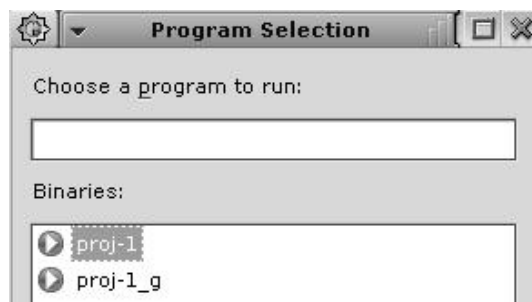 Program Selection
Choose a program to run:
Binaries:
proj-1
proj-1_g